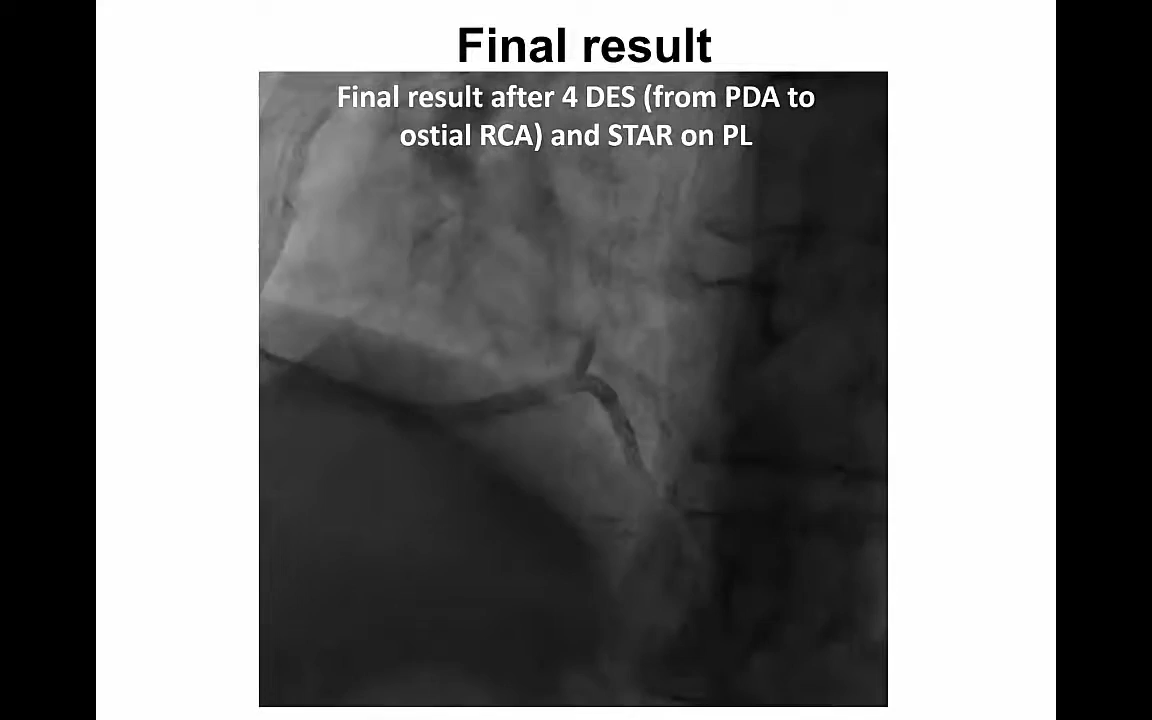 Final result
Final result after 4 DES (from PDA to
ostial RCA) and STAR on PL